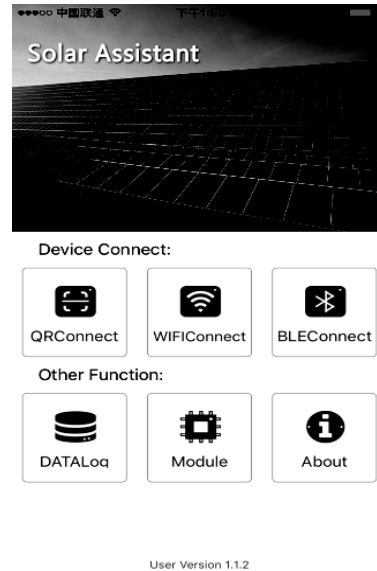 中国联通
Solar Assistant
Device Connect:
QRConnect WIFIConnect BLEConnect
Other Function:
DATALog Module About
User Version 1.1.2